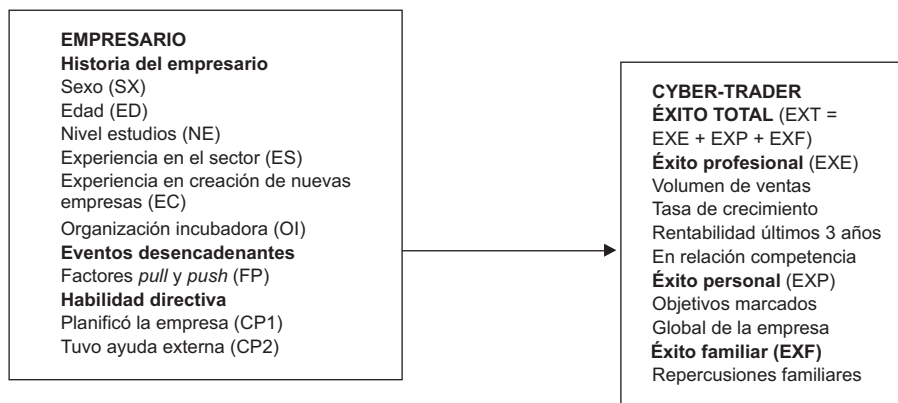 EMPRESARIO
Historia del empresario
Sexo (SX)
Edad (ED)
Nivel estudios (NE)
Experiencia en el sector (ES)
Experiencia en creación de nuevas
empresas (EC)
Organización incubadora (OI)
Eventos desencadenantes
Factores pull y push (FP)
Habilidad directiva
Planificó la empresa (CP1)
Tuvo ayuda externa (CP2)
CYBER-TRADER
ÉXITO TOTAL (EXT =
EXE + EXP + EXF)
Éxito profesional (EXE)
Volumen de ventas
Tasa de crecimiento
Rentabilidad últimos 3 años
En relación competencia
Éxito personal (EXP)
Objetivos marcados
Global de la empresa
Éxito familiar (EXF)
Repercusiones familiares